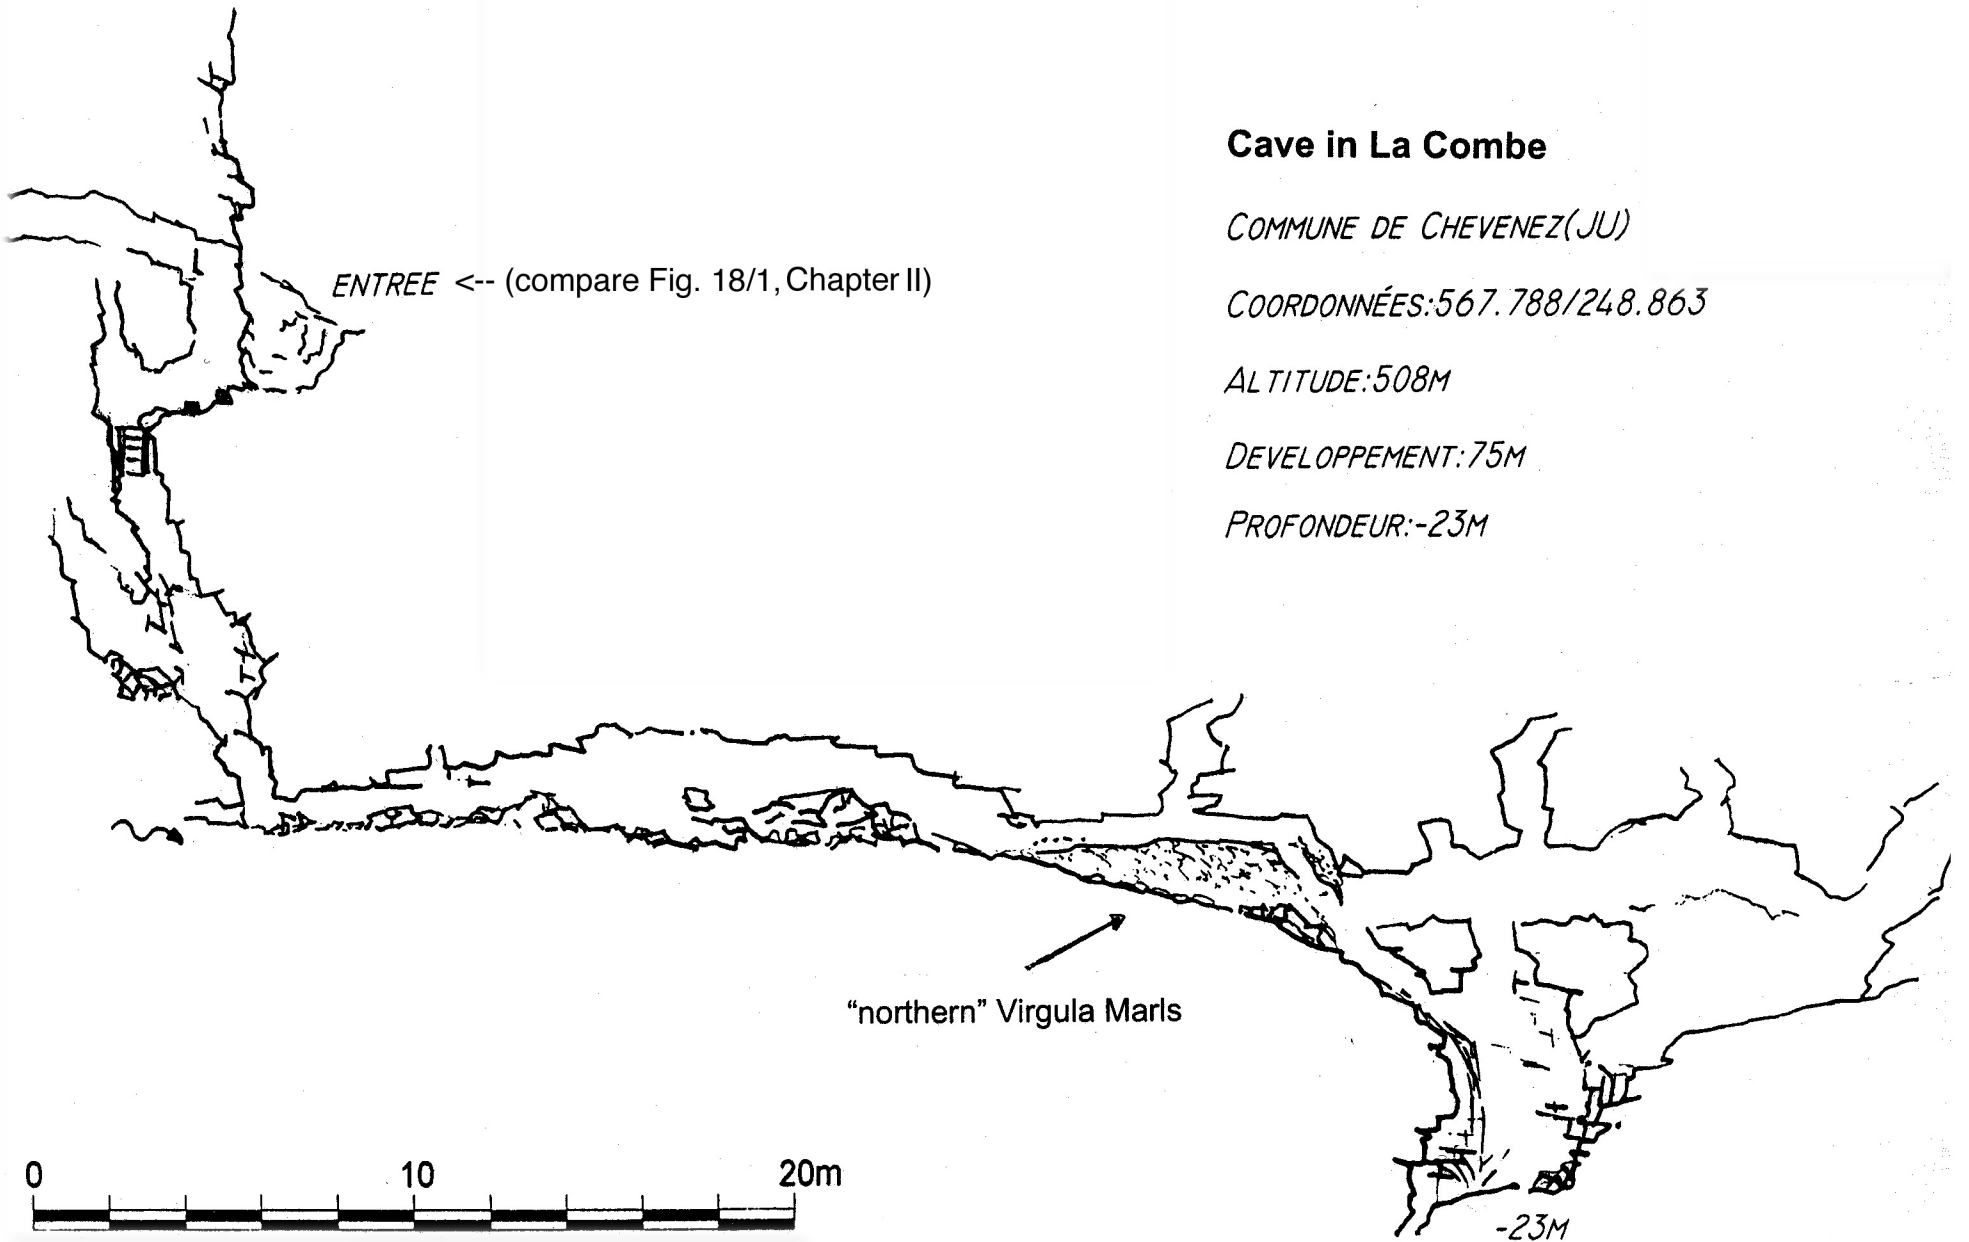 Cave in La Combe
COMMUNE DE CHEVENEZ(JU)
ENTREE <-- (compare Fig. 18/1, Chapter II)
COORDONNÉES:567.788/248.863
ALTITUDE:508M
DEVELOPPEMENT:75M
PROFONDEUR:-23M
“northern” Virgula Marls
0 10 20m
-23M